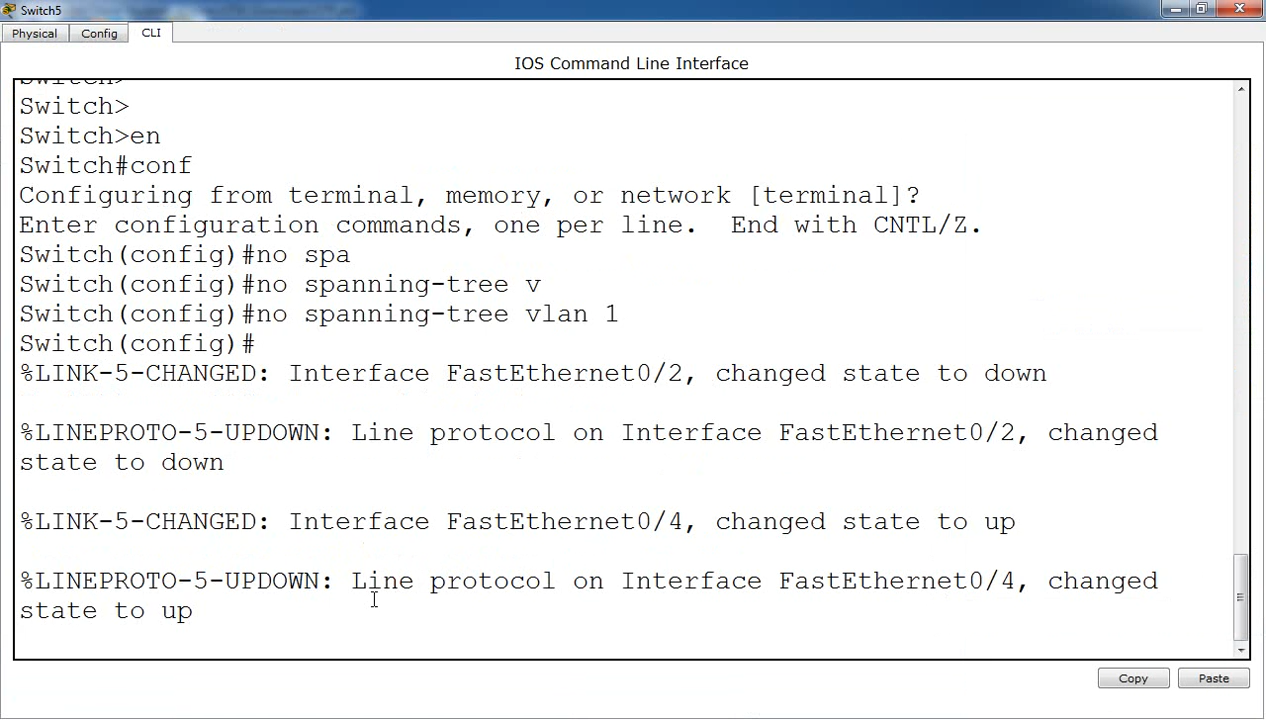 Switch5
Physical Config CLI
IOS Command Line Interface
Switch>
Switch>
Switch>en
Switch#conf
Configuring from terminal, memory, or network [terminal]?
Enter configuration commands, one per line.  End with CNTL/Z.
Switch(config)#no spa
Switch(config)#no spanning-tree v
Switch(config)#no spanning-tree vlan 1
Switch(config)#
%LINK-5-CHANGED: Interface FastEthernet0/2, changed state to down
%LINEPROTO-5-UPDOWN: Line protocol on Interface FastEthernet0/2, changed
state to down
%LINK-5-CHANGED: Interface FastEthernet0/4, changed state to up
%LINEPROTO-5-UPDOWN: Line protocol on Interface FastEthernet0/4, changed
state to up
Copy Paste